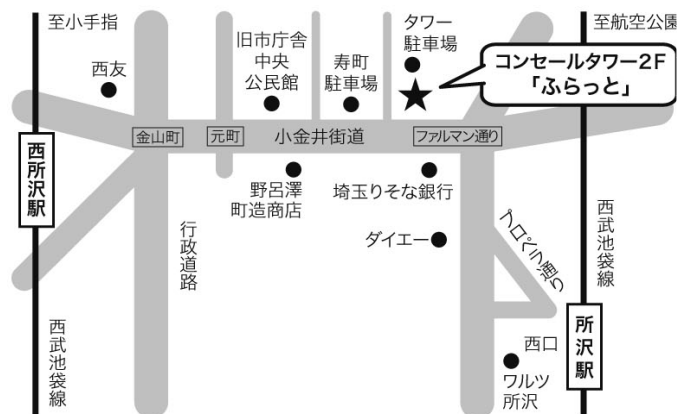 至小手指
西友
旧市庁舎
中央
公民館
寿町
駐車場
タワー
駐車場
至航空公園
コンセールタワー2F
「ふらっと」
金山町
元町
小金井街道
ファルマン通り
西所沢駅
野呂澤
町造商店
埼玉りそな銀行
行政道路
ダイエー
プロペラ通り
西武池袋線
西武池袋線
所沢駅
西口
ワルツ
所沢